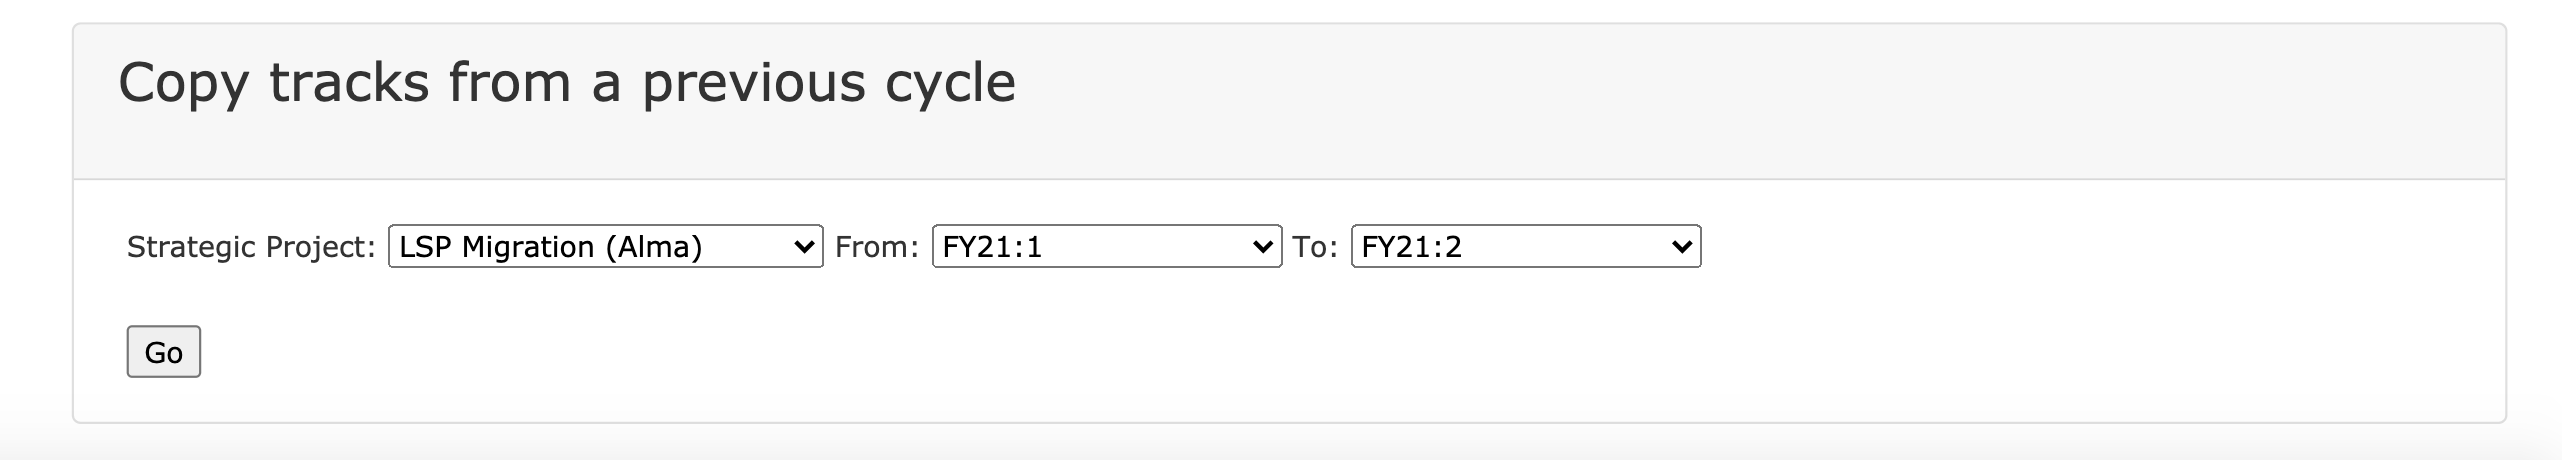 Copy tracks from a previous cycle
Strategic Project: LSP Migration (Alma) From: FY21:1 To: FY21:2
Go